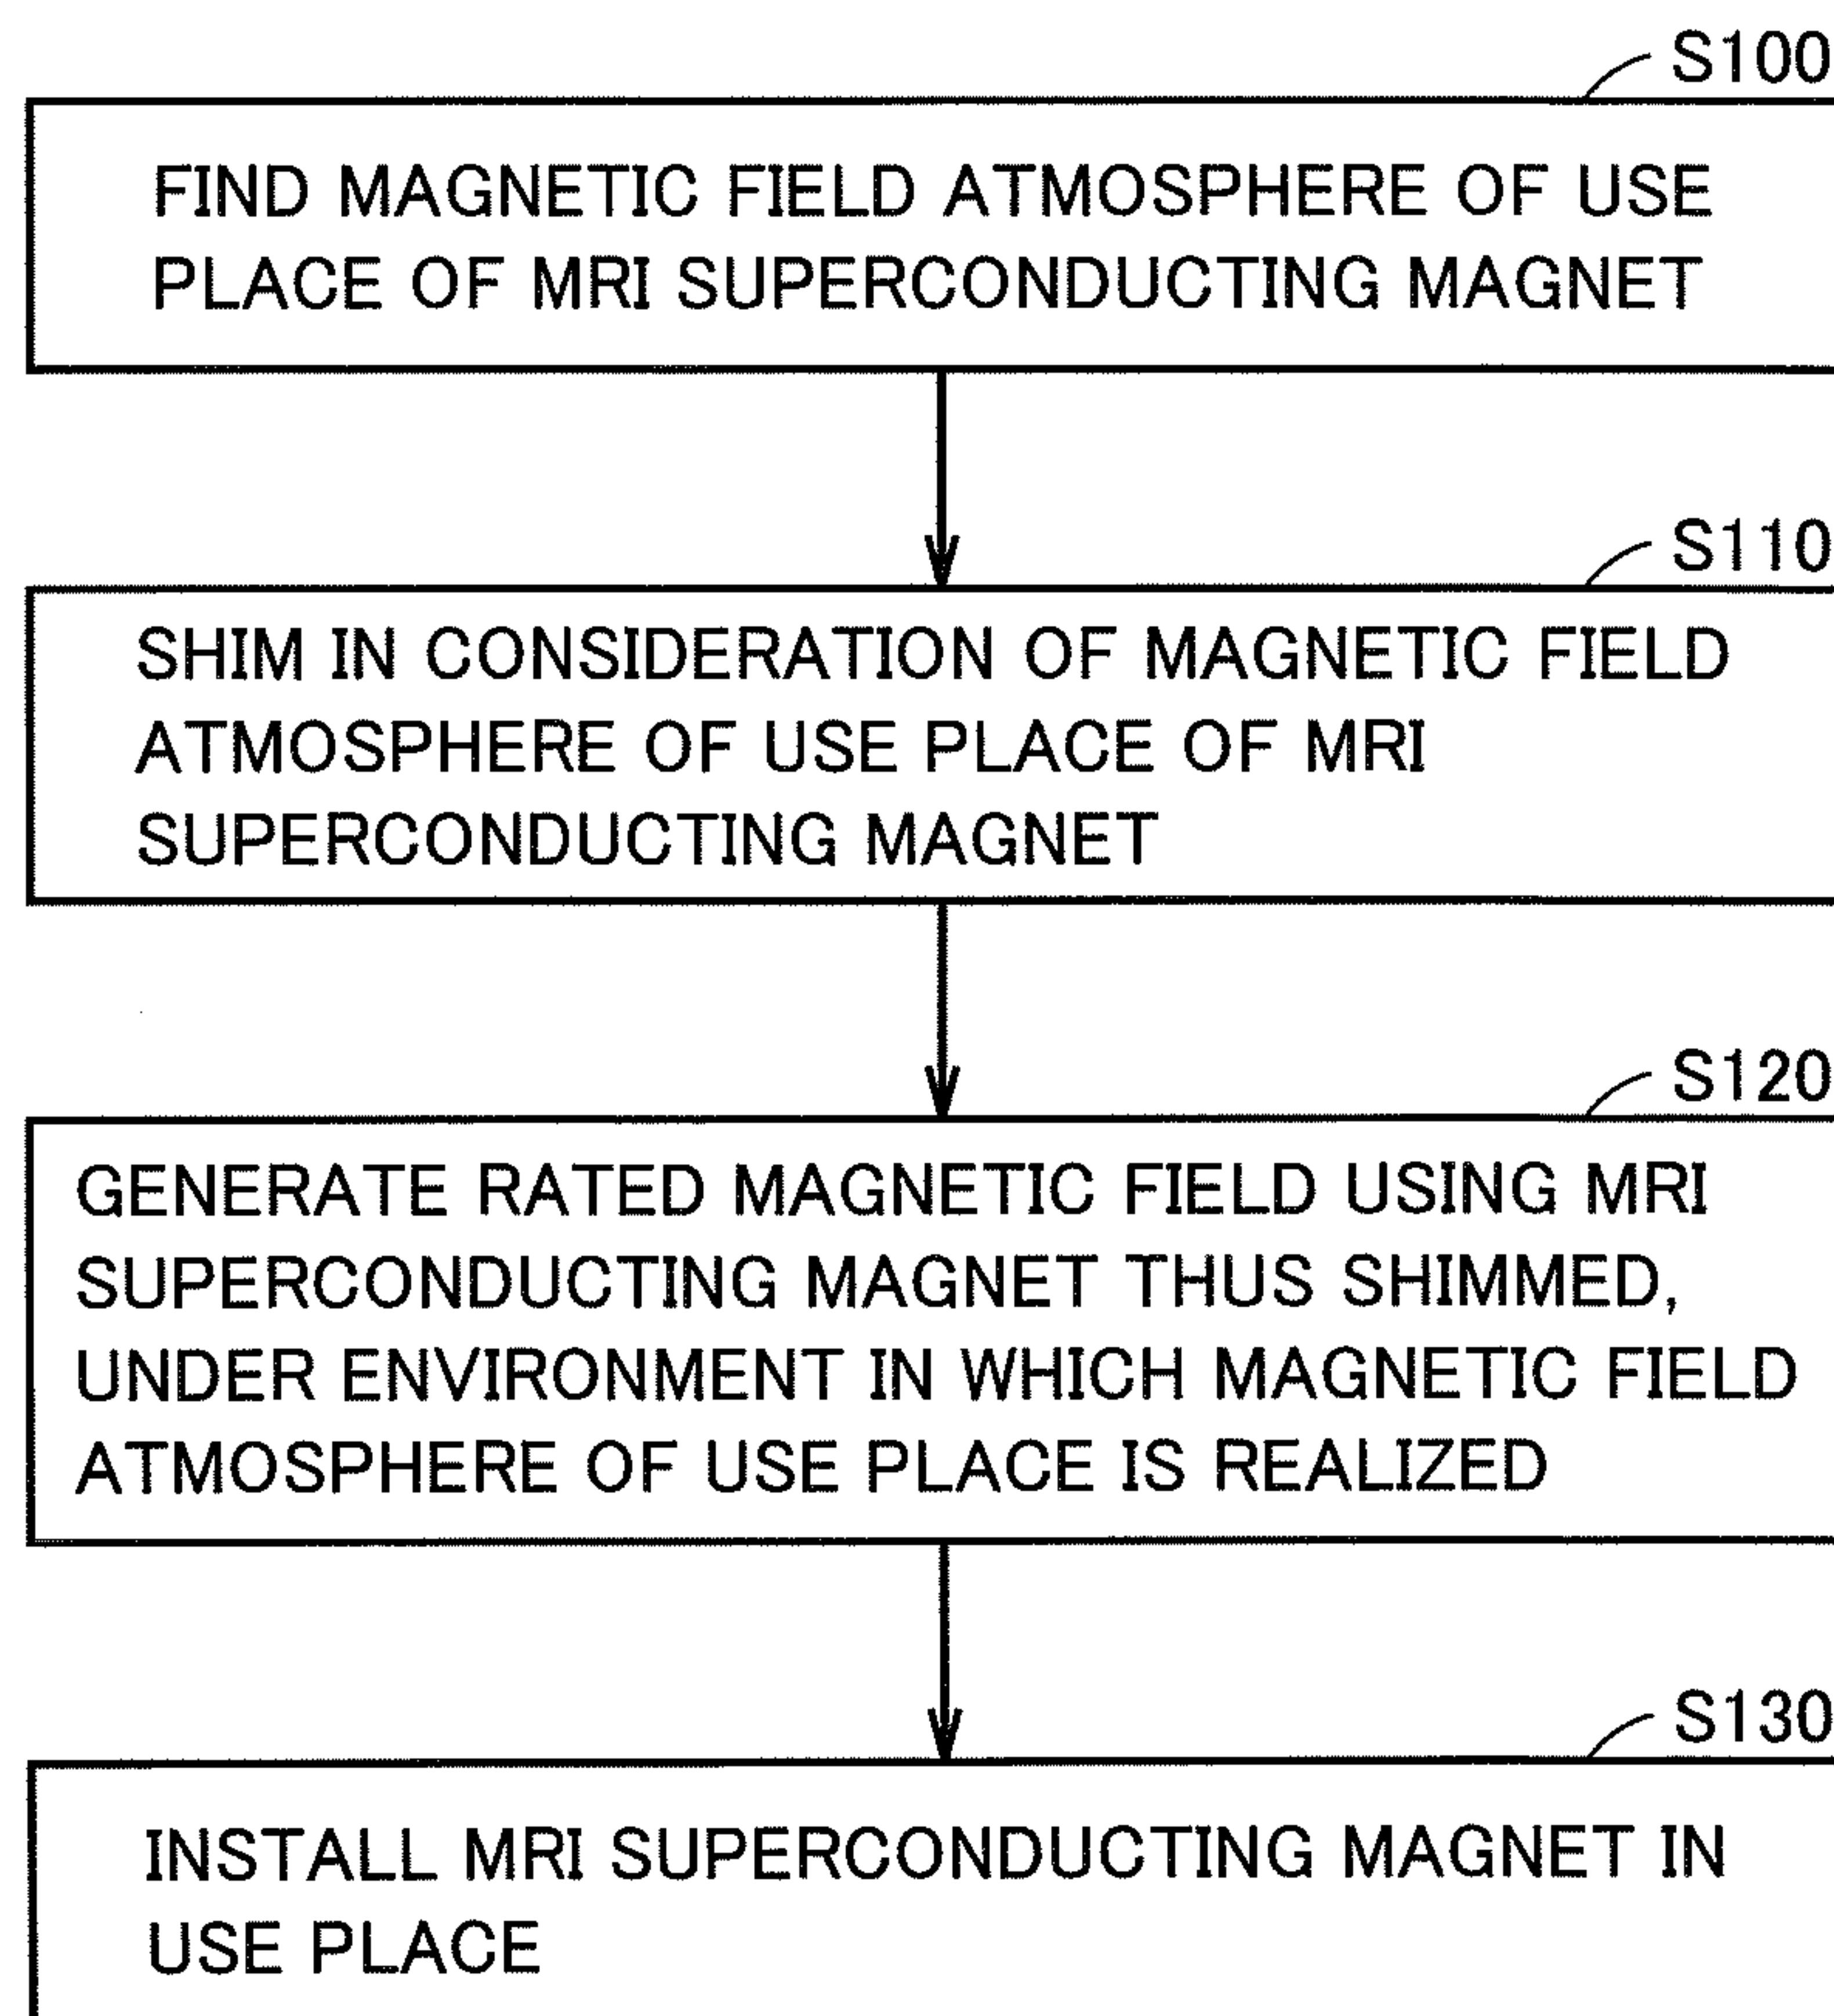 S100
FIND MAGNETIC FIELD ATMOSPHERE OF USE
PLACE OF MRI SUPERCONDUCTING MAGNET
S110
SHIM IN CONSIDERATION OF MAGNETIC FIELD
ATMOSPHERE OF USE PLACE OF MRI
SUPERCONDUCTING MAGNET
S120
GENERATE RATED MAGNETIC FIELD USING MRI
SUPERCONDUCTING MAGNET THUS SHIMMED,
UNDER ENVIRONMENT IN WHICH MAGNETIC FIELD
ATMOSPHERE OF USE PLACE IS REALIZED
S130
INSTALL MRI SUPERCONDUCTING MAGNET IN
USE PLACE